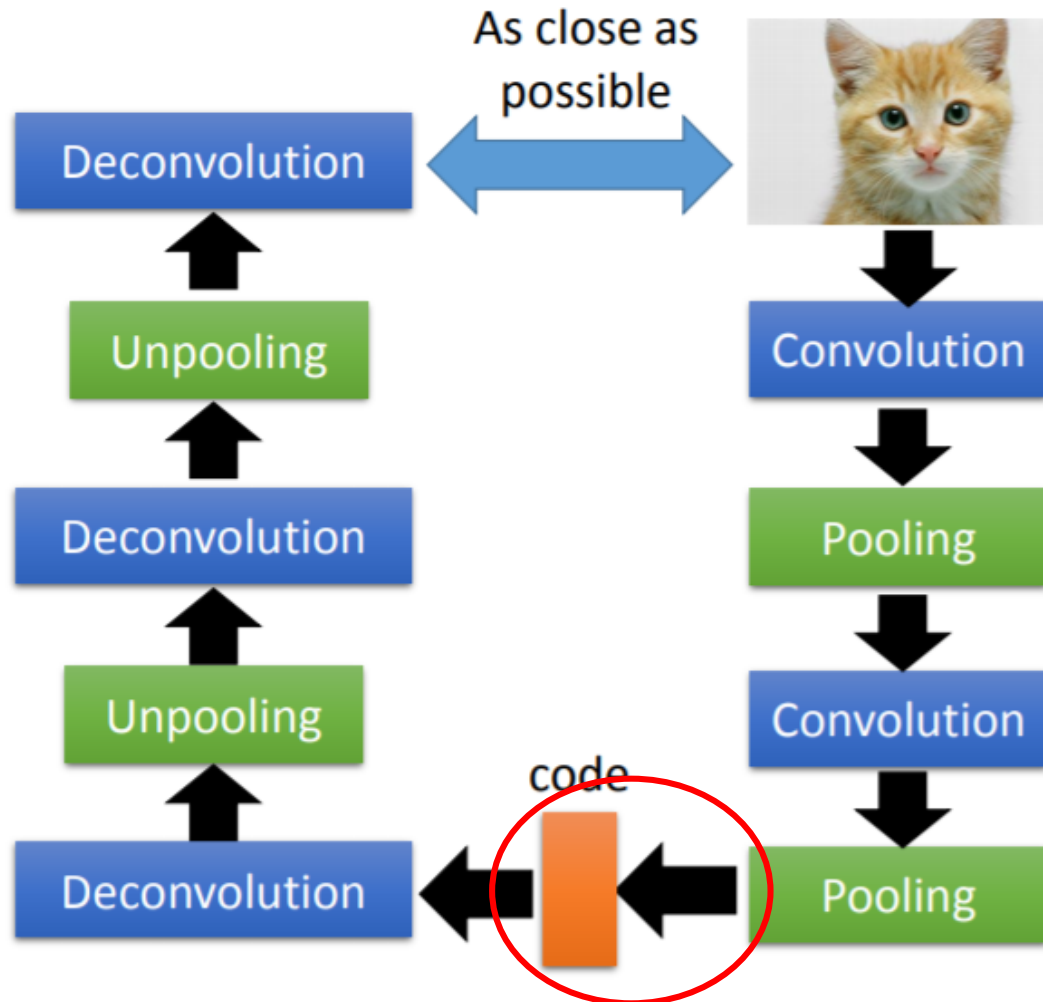 As close as
possible
Deconvolution
Unpooling
Convolution
Deconvolution
Pooling
Unpooling
Convolution
code
Deconvolution
Pooling